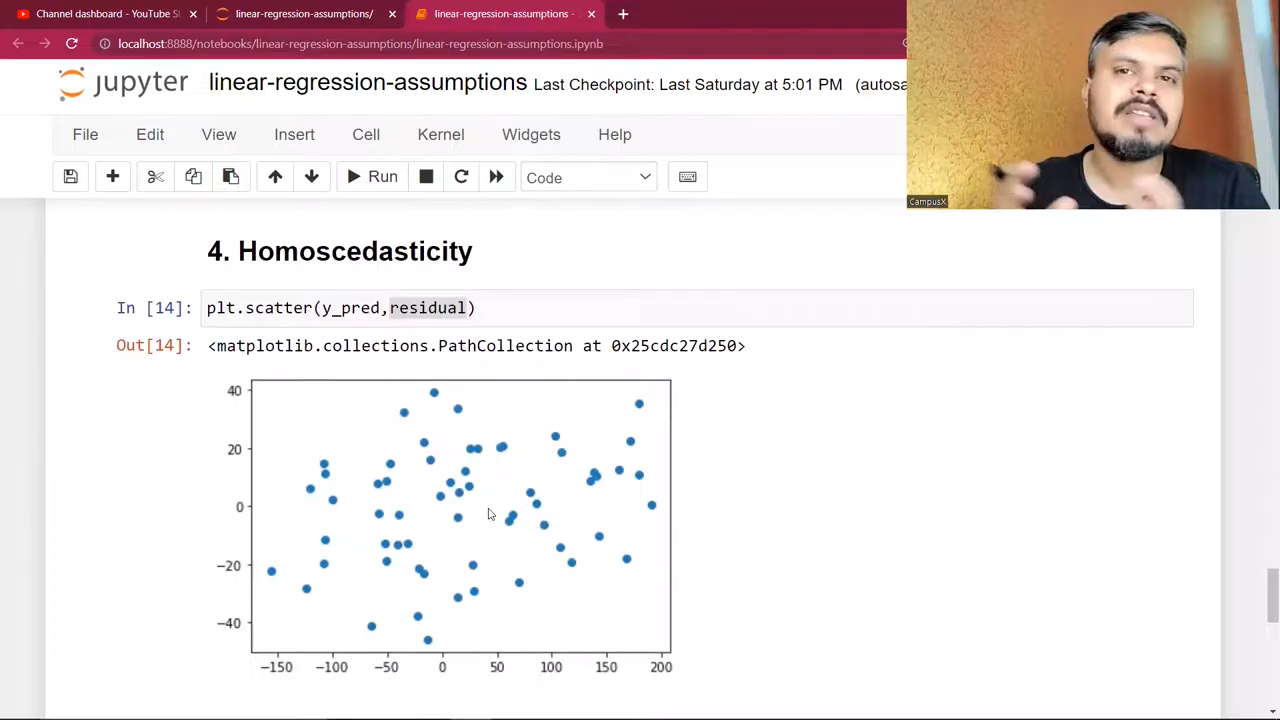 Channel dashboard - YouTube St
linear-regression-assumptions/
linear-regression-assumptions -
localhost:8888/notebooks/linear-regression-assumptions/linear-regression-assumptions.ipynb
jupyter
linear-regression-assumptions Last Checkpoint: Last Saturday at 5:01 PM (autosa
File Edit View Insert Cell Kernel Widgets Help
Run
Code
CampusX
4. Homoscedasticity
In [14]: plt.scatter(y_pred,residual)
Out[14]: <matplotlib.collections.PathCollection at 0x25cdc27d250>
40
20
0
−20
−40
−150 −100 −50 0 50 100 150 200